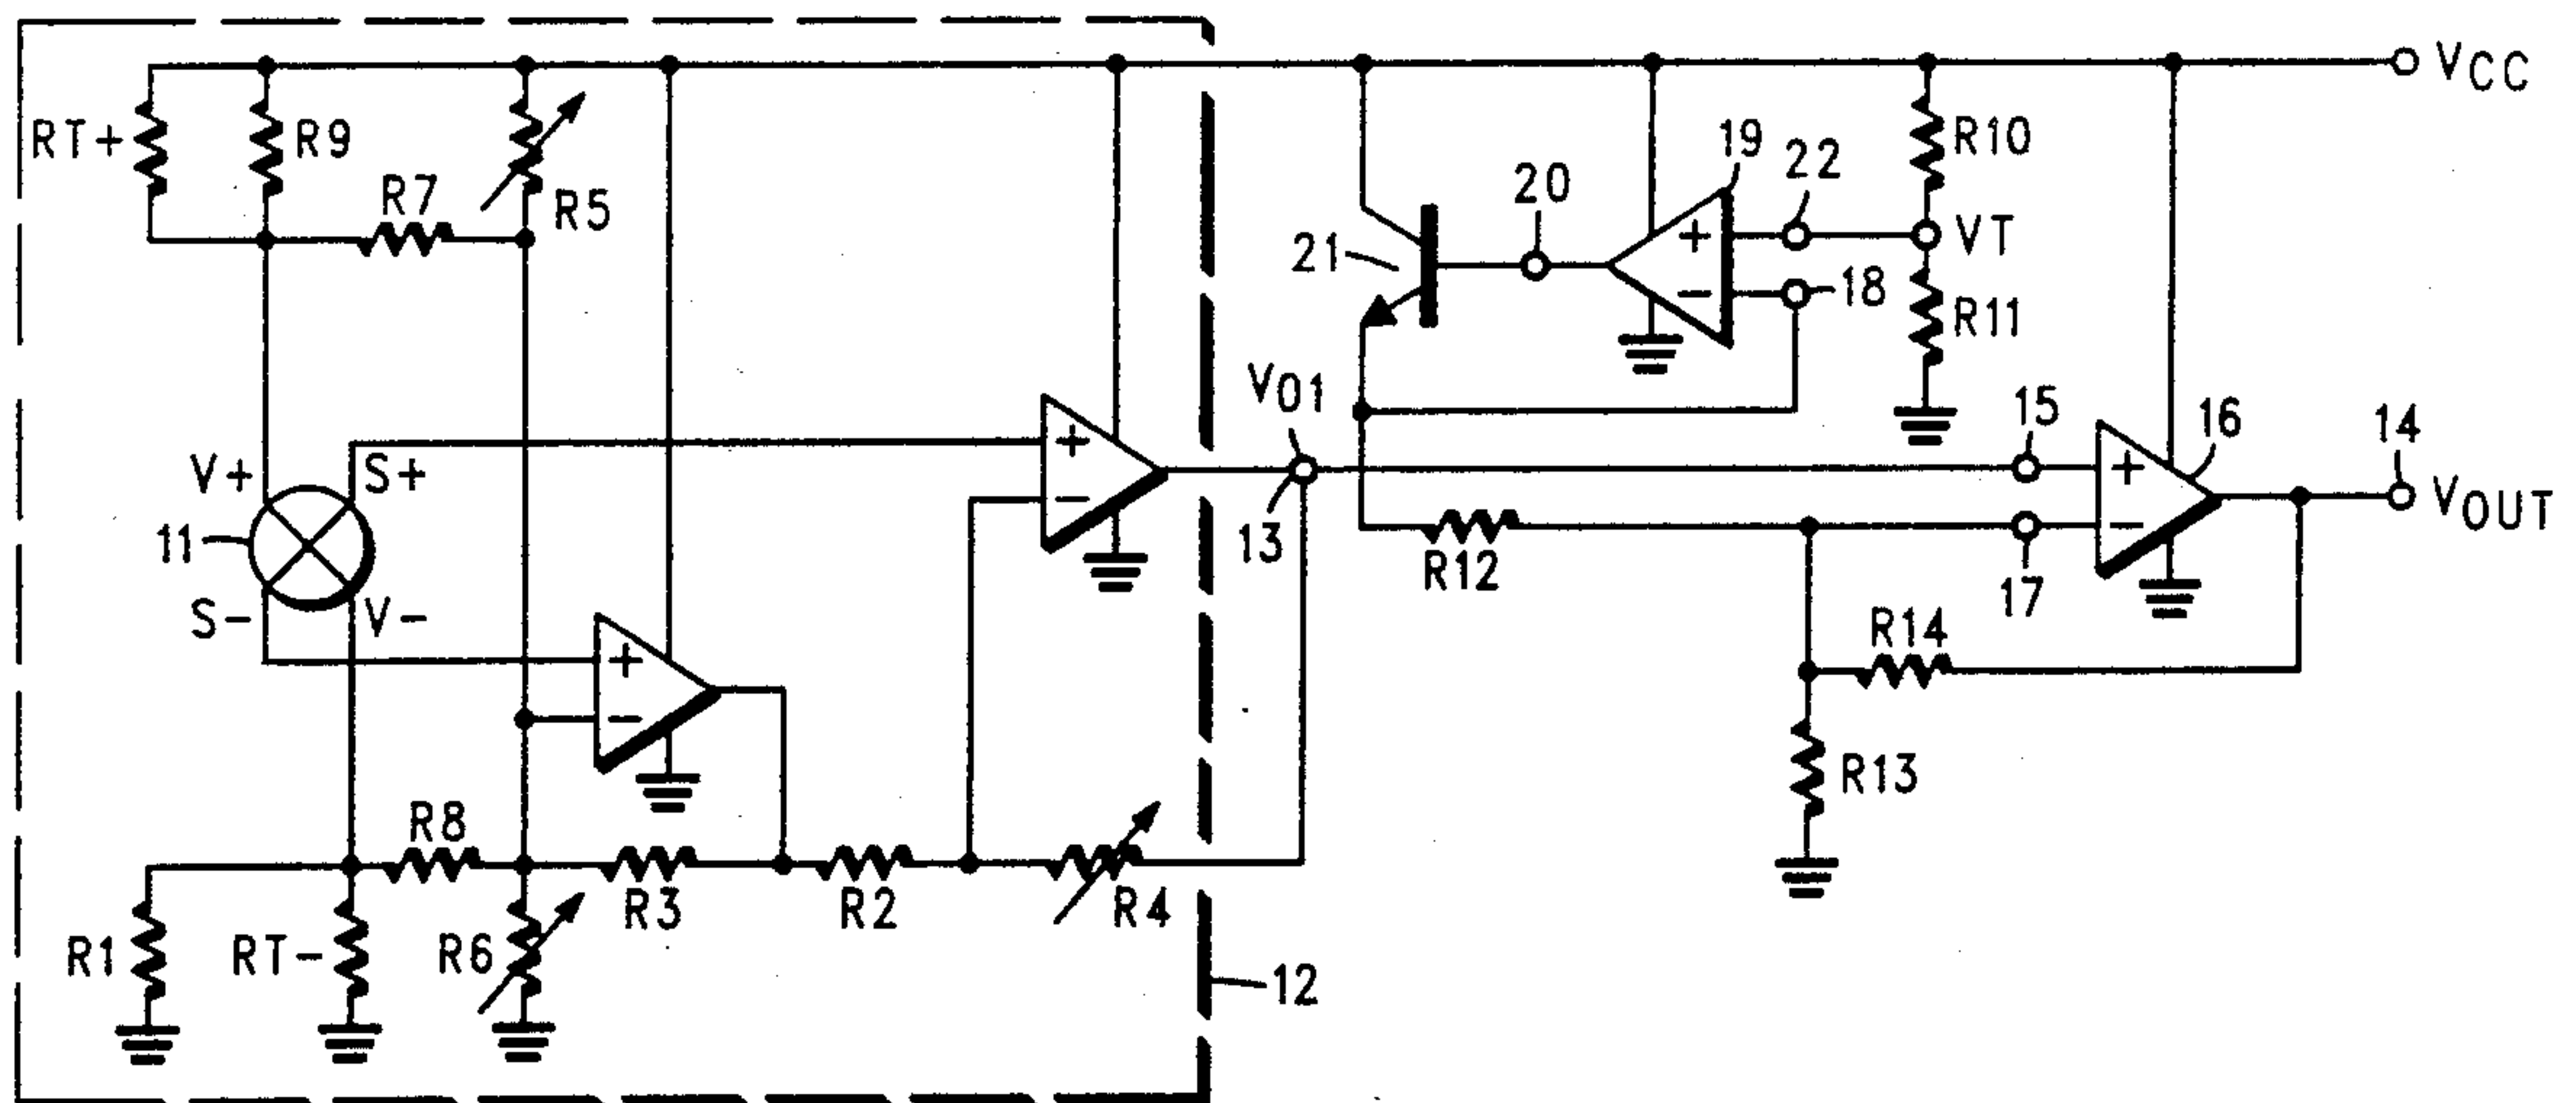 VCC
RT+
R9
R7
R5
20
19
22
R10
21
+
VT
−
18
R11
V01
V+
S+
+
15
16
14
11
−
13
+
VOUT
R12
−
17
S−
V−
+
R14
−
R13
R8
R1
RT−
R6
R3
R2
R4
12